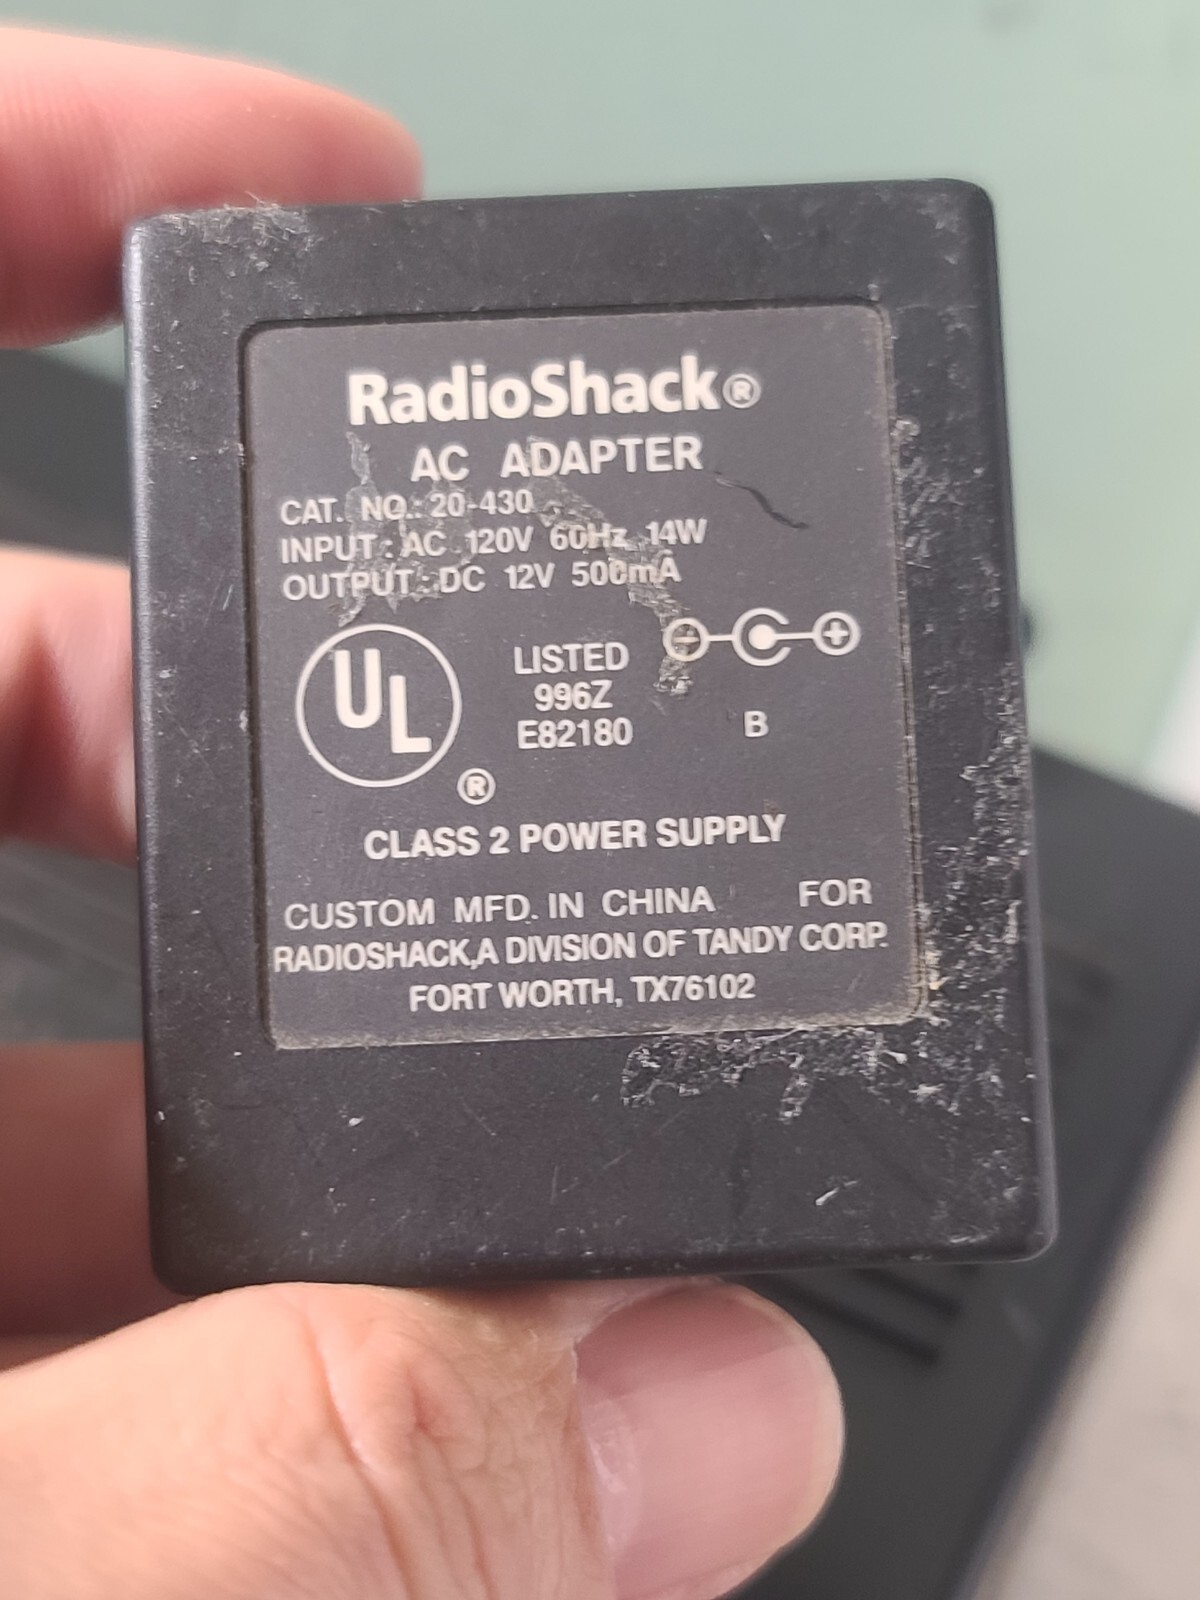 RadioShack®
AC ADAPTER
CAT. NO.: 20-430
INPUT: AC 120V 60Hz 14W
OUTPUT: DC 12V 500mA
UL®
LISTED
996Z
E82180
B
CLASS 2 POWER SUPPLY
CUSTOM MFD. IN CHINA FOR
RADIOSHACK,A DIVISION OF TANDY CORP.
FORT WORTH, TX76102